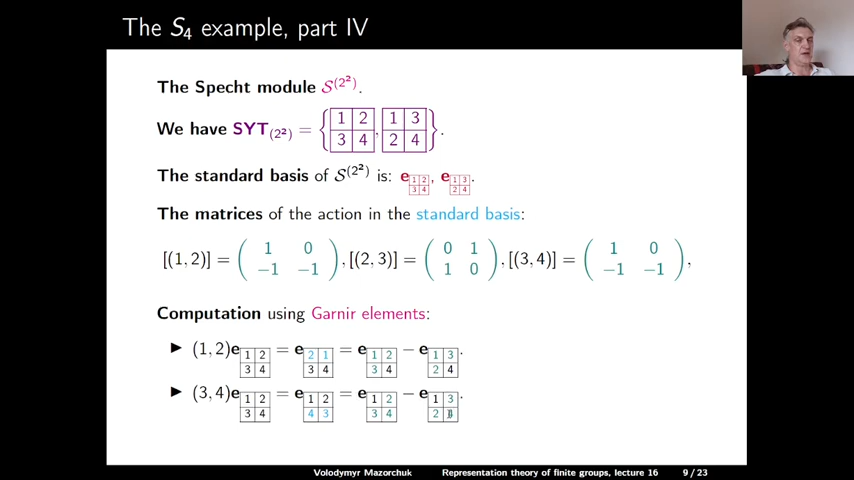 The S₄ example, part IV
The Specht module 𝒮^(2²).
We have SYT_(2²) = { 1 2 / 3 4 , 1 3 / 2 4 }.
The standard basis of 𝒮^(2²) is: e_{1 2 / 3 4}, e_{1 3 / 2 4}.
The matrices of the action in the standard basis:
[(1, 2)] = ( 1 0 / −1 −1 ), [(2, 3)] = ( 0 1 / 1 0 ), [(3, 4)] = ( 1 0 / −1 −1 ),
Computation using Garnir elements:
▶ (1, 2)e_{1 2 / 3 4} = e_{2 1 / 3 4} = e_{1 2 / 3 4} − e_{1 3 / 2 4}.
▶ (3, 4)e_{1 2 / 3 4} = e_{1 2 / 4 3} = e_{1 2 / 3 4} − e_{1 3 / 2 4}.
Volodymyr Mazorchuk Representation theory of finite groups, lecture 16 9 / 23